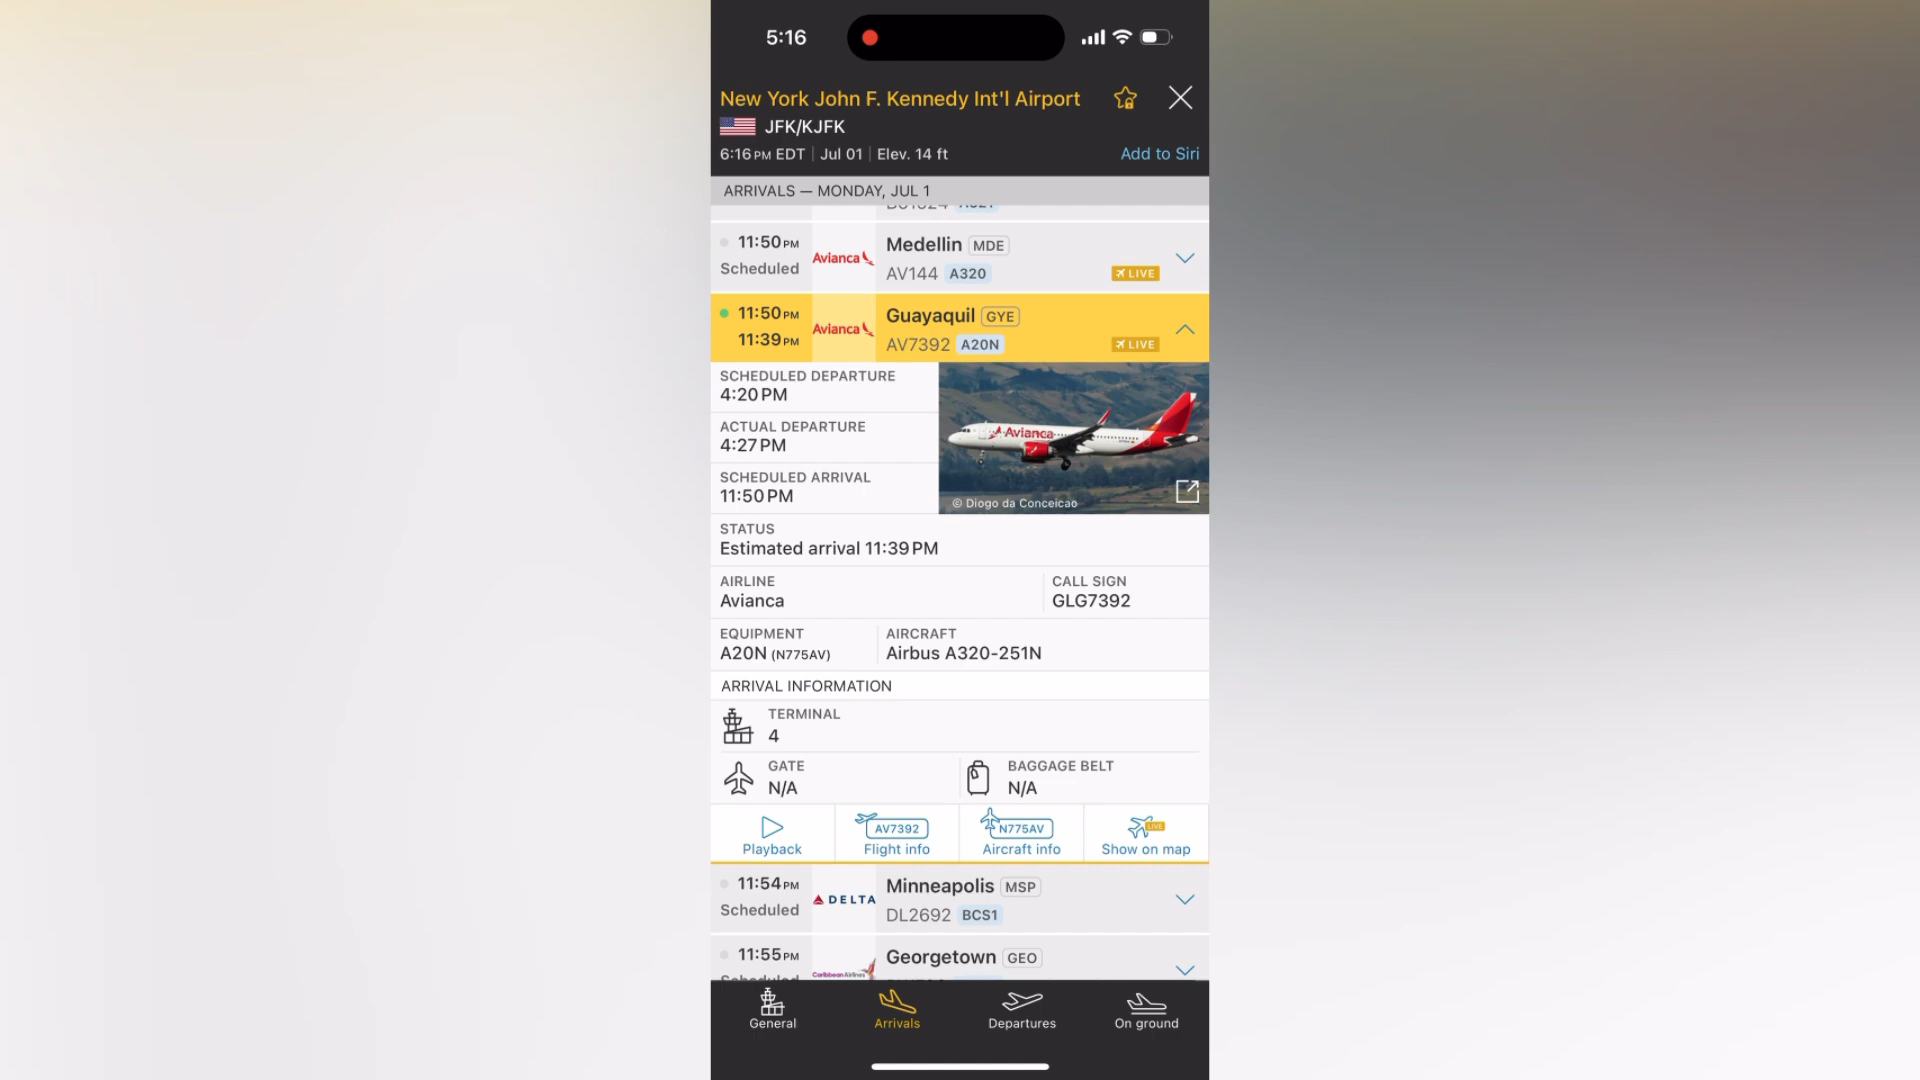 5:16
New York John F. Kennedy Int'l Airport
JFK/KJFK
6:16 PM EDT | Jul 01 | Elev. 14 ft
Add to Siri
ARRIVALS — MONDAY, JUL 1
11:50 PM
Scheduled
Avianca
Medellin MDE
AV144 A320
LIVE
11:50 PM
11:39 PM
Avianca
Guayaquil GYE
AV7392 A20N
LIVE
SCHEDULED DEPARTURE
4:20 PM
ACTUAL DEPARTURE
4:27 PM
SCHEDULED ARRIVAL
11:50 PM
Avianca
© Diogo da Conceicao
STATUS
Estimated arrival 11:39 PM
AIRLINE
Avianca
CALL SIGN
GLG7392
EQUIPMENT
A20N (N775AV)
AIRCRAFT
Airbus A320-251N
ARRIVAL INFORMATION
TERMINAL
4
GATE
N/A
BAGGAGE BELT
N/A
Playback
AV7392
Flight info
N775AV
Aircraft info
LIVE
Show on map
11:54 PM
Scheduled
DELTA
Minneapolis MSP
DL2692 BCS1
11:55 PM
Scheduled
Caribbean Airlines
Georgetown GEO
General
Arrivals
Departures
On ground